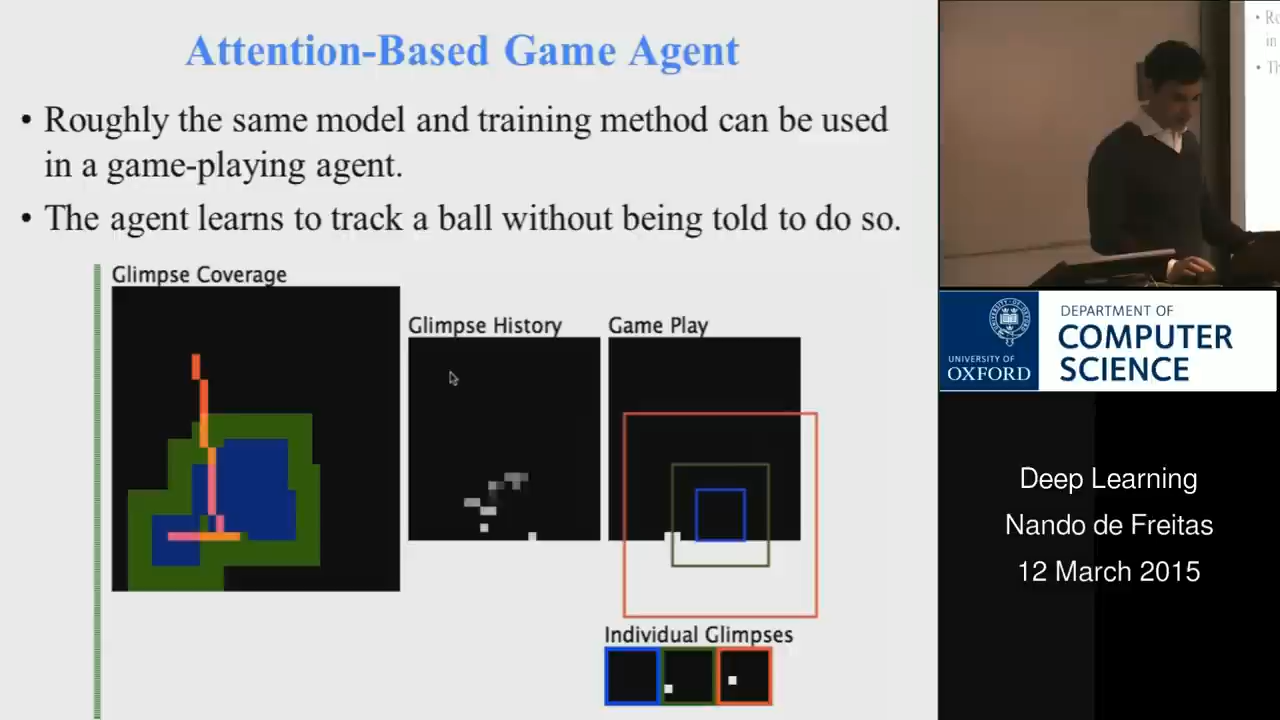 Attention-Based Game Agent
• Roughly the same model and training method can be used
in a game-playing agent.
• The agent learns to track a ball without being told to do so.
Glimpse Coverage
Glimpse History
Game Play
Individual Glimpses
UNIVERSITY OF
OXFORD
DEPARTMENT OF
COMPUTER
SCIENCE
Deep Learning
Nando de Freitas
12 March 2015